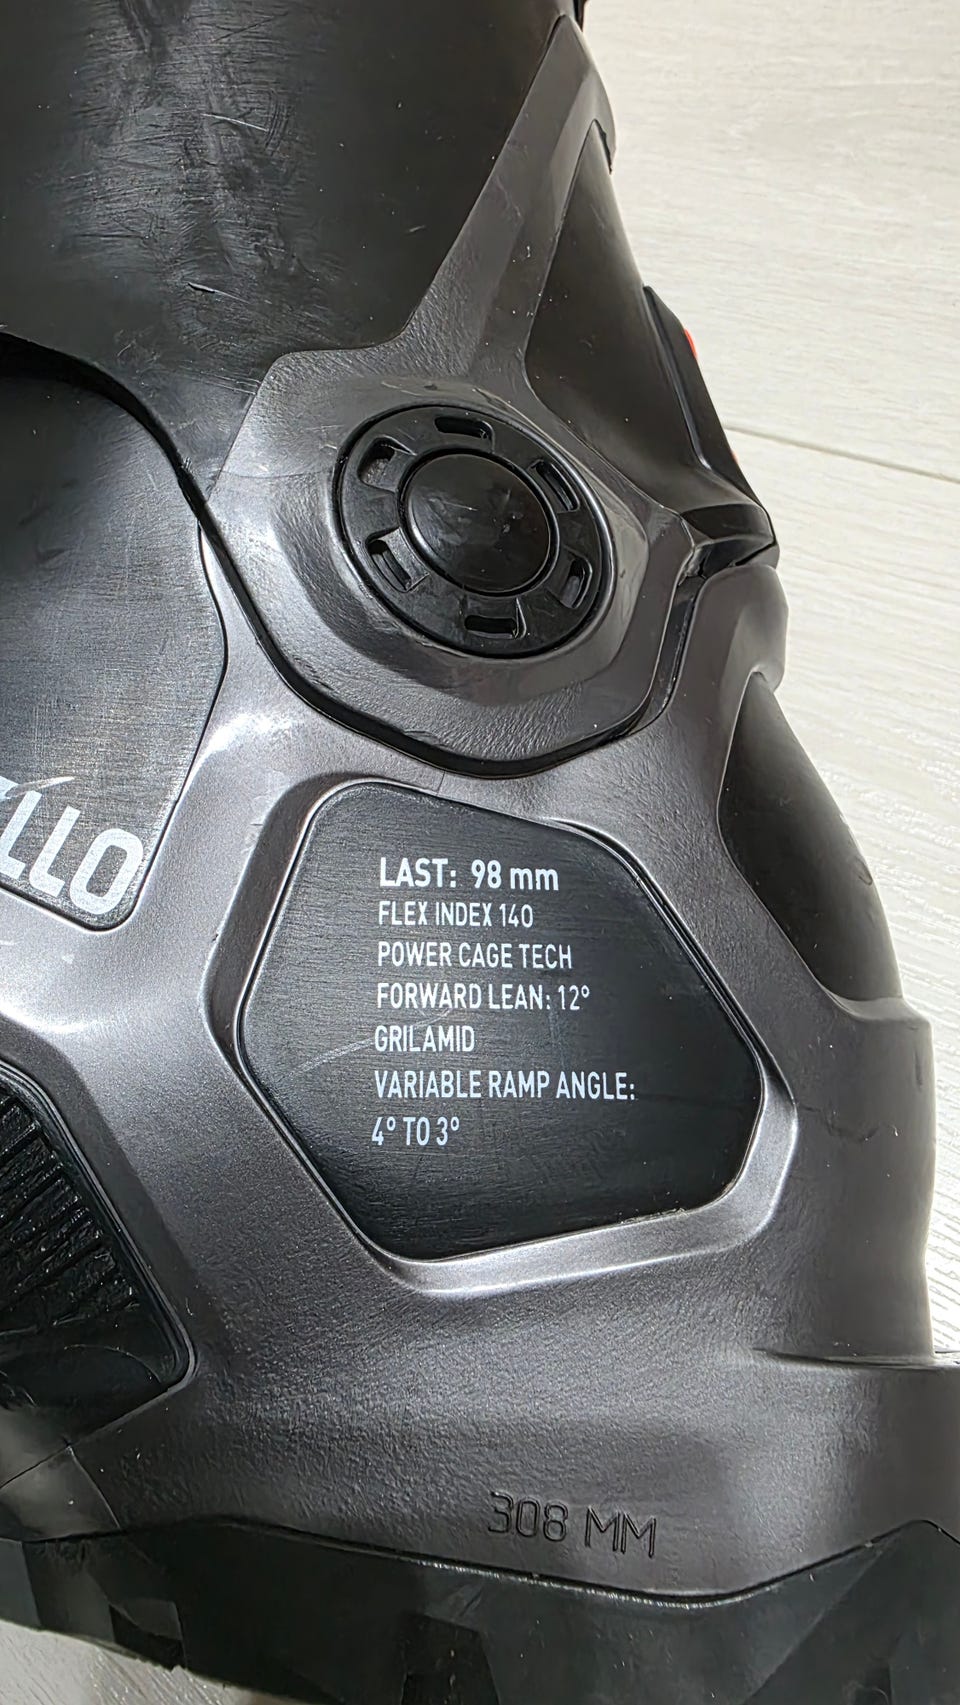 LLO
LAST: 98 mm
FLEX INDEX 140
POWER CAGE TECH
FORWARD LEAN: 12°
GRILAMID
VARIABLE RAMP ANGLE:
4° TO 3°
308 MM